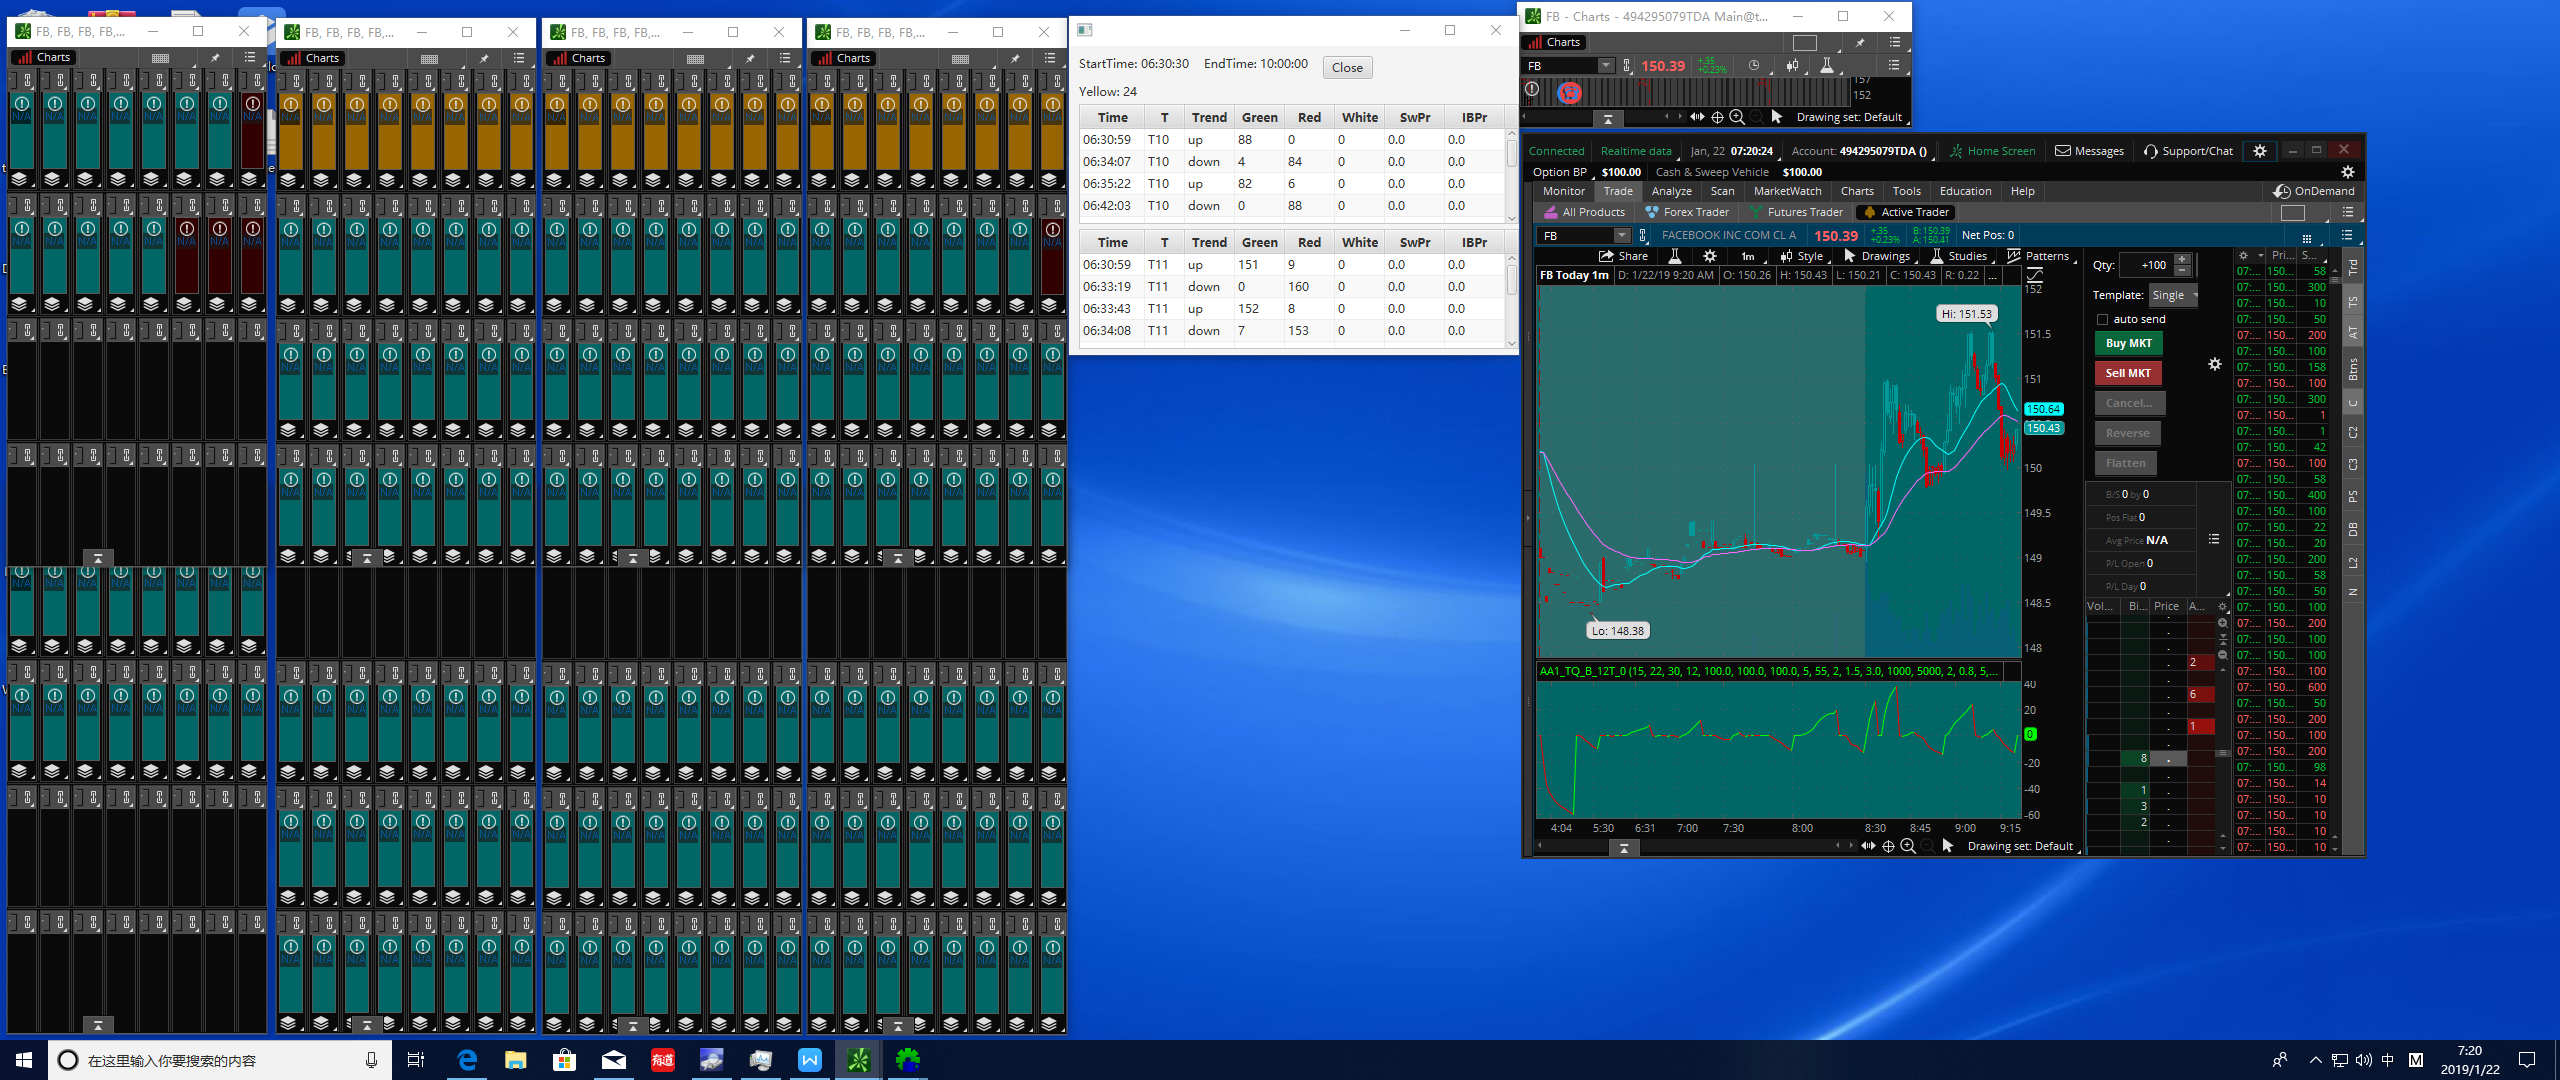 FB, FB, FB, FB,...
Charts
FB, FB, FB, FB,...
Charts
FB, FB, FB, FB,...
Charts
FB, FB, FB, FB,...
Charts
StartTime: 06:30:30 EndTime: 10:00:00 Close
Yellow: 24
Time T Trend Green Red White SwPr IBPr
06:30:59 T10 up 88 0 0 0.0 0.0
06:34:07 T10 down 4 84 0 0.0 0.0
06:35:22 T10 up 82 6 0 0.0 0.0
06:42:03 T10 down 0 88 0 0.0 0.0
Time T Trend Green Red White SwPr IBPr
06:30:59 T11 up 151 9 0 0.0 0.0
06:33:19 T11 down 0 160 0 0.0 0.0
06:33:43 T11 up 152 8 0 0.0 0.0
06:34:08 T11 down 7 153 0 0.0 0.0
FB - Charts - 494295079TDA Main@t...
Charts
FB 150.39 +.35 +0.23%
157
152
Drawing set: Default
Connected Realtime data Jan, 22 07:20:24 Account: 494295079TDA () Home Screen Messages Support/Chat
Option BP $100.00 Cash & Sweep Vehicle $100.00
Monitor Trade Analyze Scan MarketWatch Charts Tools Education Help OnDemand
All Products Forex Trader Futures Trader Active Trader
FB FACEBOOK INC COM CL A 150.39 +.35 +0.23% B: 150.39 A: 150.41 Net Pos: 0
Share 1m Style Drawings Studies Patterns
FB Today 1m D: 1/22/19 9:20 AM O: 150.26 H: 150.43 L: 150.21 C: 150.43 R: 0.22 ...
152
Hi: 151.53
151.5
151
150.64
150.43
150
149.5
149
148.5
Lo: 148.38
148
AA1_TQ_B_12T_0 (15, 22, 30, 12, 100.0, 100.0, 100.0, 5, 55, 2, 1.5, 3.0, 1000, 5000, 2, 0.8, 5,...
40
20
0
-20
-40
-60
4:04 5:30 6:31 7:00 7:30 8:00 8:30 8:45 9:00 9:15
Drawing set: Default
Qty: +100
Template: Single
auto send
Buy MKT
Sell MKT
Cancel...
Reverse
Flatten
B/S 0 by 0
Pos Flat 0
Avg Price N/A
P/L Open 0
P/L Day 0
Vol... Bi... Price A...
2
6
1
8
1
3
2
Pri... S...
07:... 150... 58
07:... 150... 300
07:... 150... 10
07:... 150... 50
07:... 150... 200
07:... 150... 100
07:... 150... 158
07:... 150... 100
07:... 150... 300
07:... 150... 1
07:... 150... 1
07:... 150... 42
07:... 150... 100
07:... 150... 58
07:... 150... 400
07:... 150... 100
07:... 150... 22
07:... 150... 20
07:... 150... 200
07:... 150... 58
07:... 150... 50
07:... 150... 100
07:... 150... 200
07:... 150... 100
07:... 150... 100
07:... 150... 100
07:... 150... 600
07:... 150... 50
07:... 150... 200
07:... 150... 100
07:... 150... 200
07:... 150... 98
07:... 150... 14
07:... 150... 10
07:... 150... 10
07:... 150... 10
07:... 150... 10
Trd
TS
AT
Btns
C
C2
C3
PS
DB
L2
N
在这里输入你要搜索的内容
有道
中
M
7:20
2019/1/22